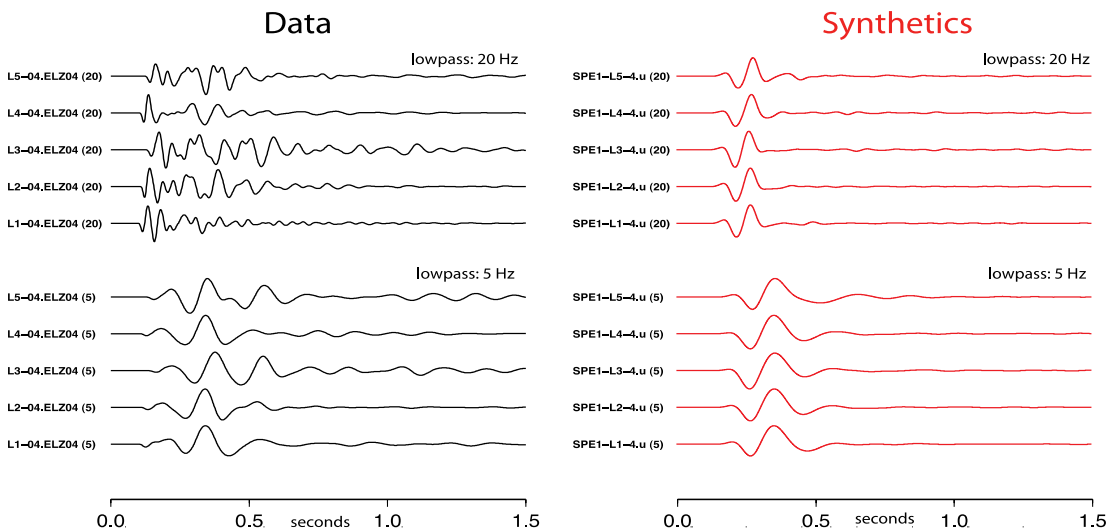 Data
lowpass: 20 Hz
L5-04.ELZ04 (20)
L4-04.ELZ04 (20)
L3-04.ELZ04 (20)
L2-04.ELZ04 (20)
L1-04.ELZ04 (20)
lowpass: 5 Hz
L5-04.ELZ04 (5)
L4-04.ELZ04 (5)
L3-04.ELZ04 (5)
L2-04.ELZ04 (5)
L1-04.ELZ04 (5)
0.0 0.5 1.0 1.5
seconds
Synthetics
lowpass: 20 Hz
SPE1-L5-4.u (20)
SPE1-L4-4.u (20)
SPE1-L3-4.u (20)
SPE1-L2-4.u (20)
SPE1-L1-4.u (20)
lowpass: 5 Hz
SPE1-L5-4.u (5)
SPE1-L4-4.u (5)
SPE1-L3-4.u (5)
SPE1-L2-4.u (5)
SPE1-L1-4.u (5)
0.0 0.5 1.0 1.5
seconds